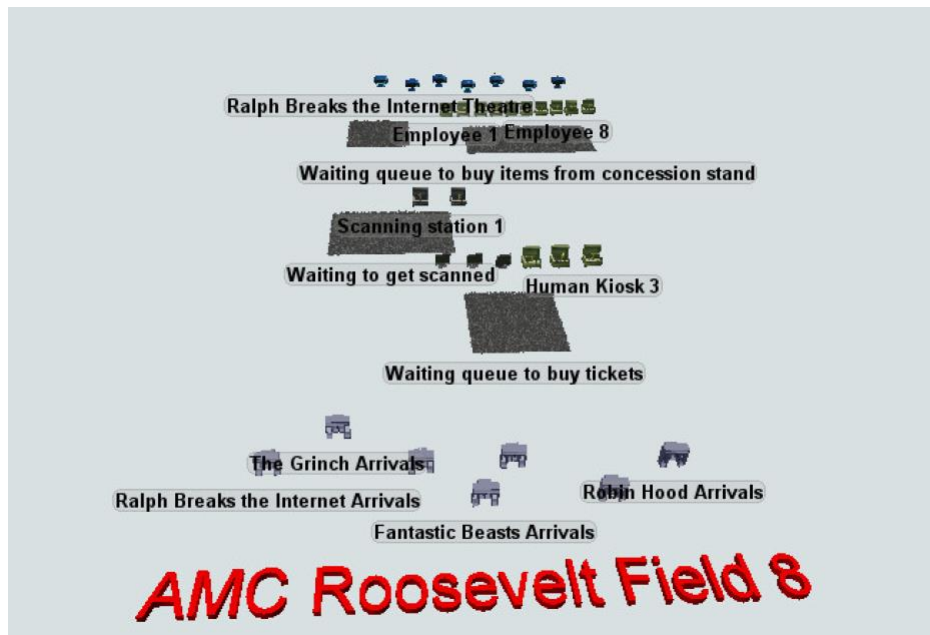 Ralph Breaks the Internet Theatre
Employee 1
Employee 8
Waiting queue to buy items from concession stand
Scanning station 1
Waiting to get scanned
Human Kiosk 3
Waiting queue to buy tickets
The Grinch Arrivals
Ralph Breaks the Internet Arrivals
Robin Hood Arrivals
Fantastic Beasts Arrivals
AMC Roosevelt Field 8